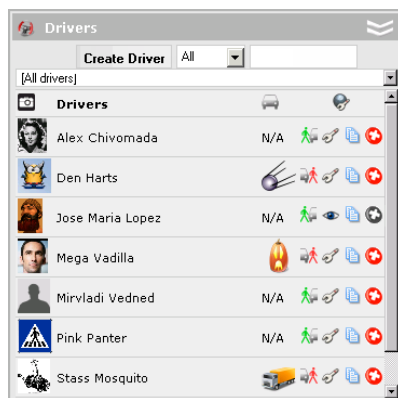 Drivers
Create Driver All
[All drivers]
Drivers
Alex Chivomada N/A
Den Harts
Jose Maria Lopez N/A
Mega Vadilla
Mirvladi Vedned N/A
Pink Panter N/A
Stass Mosquito